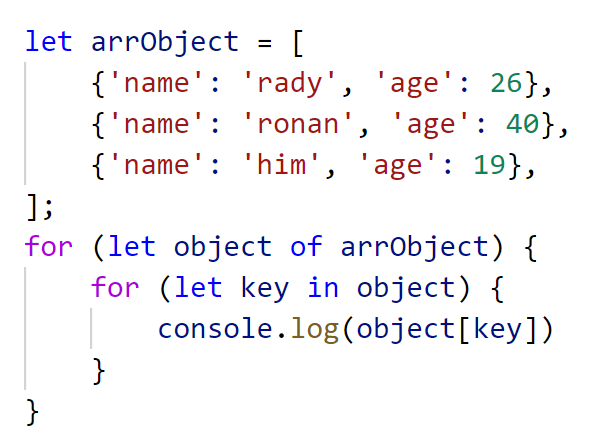 let arrObject = [
    {'name': 'rady', 'age': 26},
    {'name': 'ronan', 'age': 40},
    {'name': 'him', 'age': 19},
];
for (let object of arrObject) {
    for (let key in object) {
        console.log(object[key])
    }
}